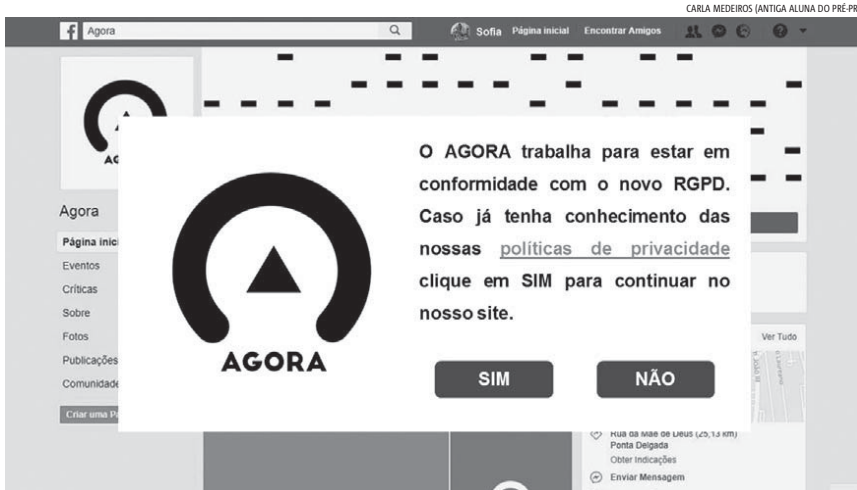 CARLA MEDEIROS (ANTIGA ALUNA DO PRÉ-PR
f Agora Sofia Página inicial Encontrar Amigos
O AGORA trabalha para estar em
conformidade com o novo RGPD.
Caso já tenha conhecimento das
nossas políticas de privacidade
clique em SIM para continuar no
nosso site.
SIM NÃO
AGORA
AG
Agora
Página inic
Eventos
Críticas
Sobre
Fotos
Publicações
Comunidade
Criar uma Pá
Ver Tudo
Rua da Mãe de Deus (25,13 km)
Ponta Delgada
Obter Indicações
Enviar Mensagem